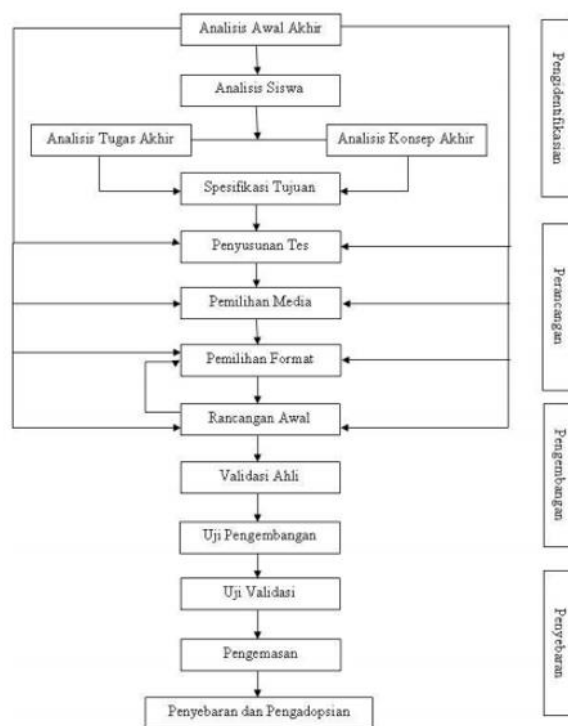 Analisis Awal Akhir
Analisis Siswa
Analisis Tugas Akhir
Analisis Konsep Akhir
Spesifikasi Tujuan
Penyusunan Tes
Pemilihan Media
Pemilihan Format
Rancangan Awal
Validasi Ahli
Uji Pengembangan
Uji Validasi
Pengemasan
Penyebaran dan Pengadopsian
Pengidentifikasian
Perancangan
Pengembangan
Penyebaran